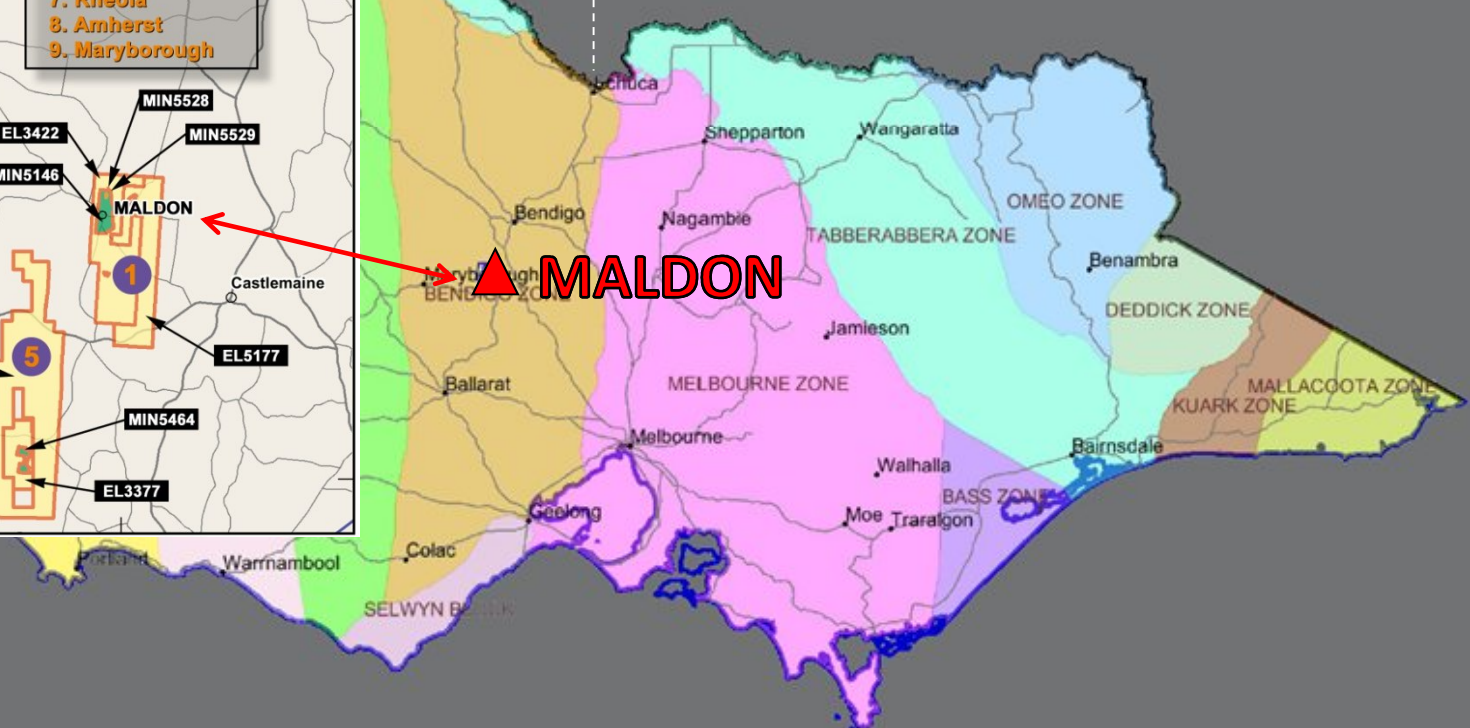 7. Rheola
8. Amherst
9. Maryborough
MIN5528
EL3422
MIN5529
MIN5146
MALDON
1
Castlemaine
EL5177
5
MIN5464
EL3377
Echuca
Shepparton
Wangaratta
OMEO ZONE
Bendigo
Nagambie
TABBERABBERA ZONE
Benambra
MALDON
BENDIGO ZONE
DEDDICK ZONE
Jamieson
Ballarat
MELBOURNE ZONE
MALLACOOTA ZONE
KUARK ZONE
Melbourne
Bairnsdale
Walhalla
BASS ZONE
Geelong
Moe
Traralgon
Colac
Portland
Warrnambool
SELWYN